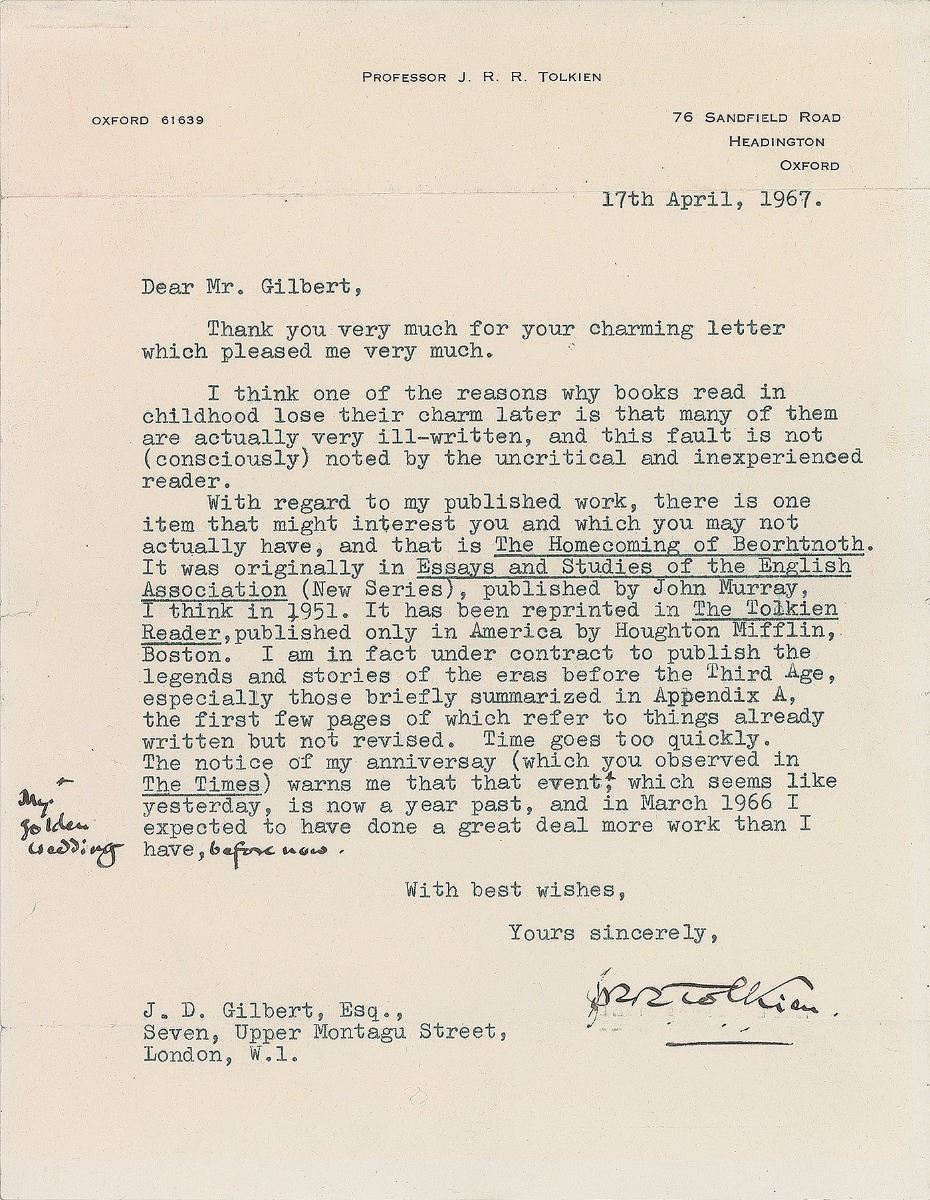 PROFESSOR J. R. R. TOLKIEN
OXFORD 61639
76 SANDFIELD ROAD
HEADINGTON
OXFORD
17th April, 1967.
Dear Mr. Gilbert,
Thank you very much for your charming letter
which pleased me very much.
I think one of the reasons why books read in
childhood lose their charm later is that many of them
are actually very ill-written, and this fault is not
(consciously) noted by the uncritical and inexperienced
reader.
With regard to my published work, there is one
item that might interest you and which you may not
actually have, and that is The Homecoming of Beorhtnoth.
It was originally in Essays and Studies of the English
Association (New Series), published by John Murray,
I think in 1951. It has been reprinted in The Tolkien
Reader, published only in America by Houghton Mifflin,
Boston. I am in fact under contract to publish the
legends and stories of the eras before the Third Age,
especially those briefly summarized in Appendix A,
the first few pages of which refer to things already
written but not revised. Time goes too quickly.
The notice of my anniversay (which you observed in
The Times) warns me that that event, which seems like
yesterday, is now a year past, and in March 1966 I
expected to have done a great deal more work than I
have, before now.
My
golden
wedding
With best wishes,
Yours sincerely,
JRRTolkien.
J. D. Gilbert, Esq.,
Seven, Upper Montagu Street,
London, W.1.